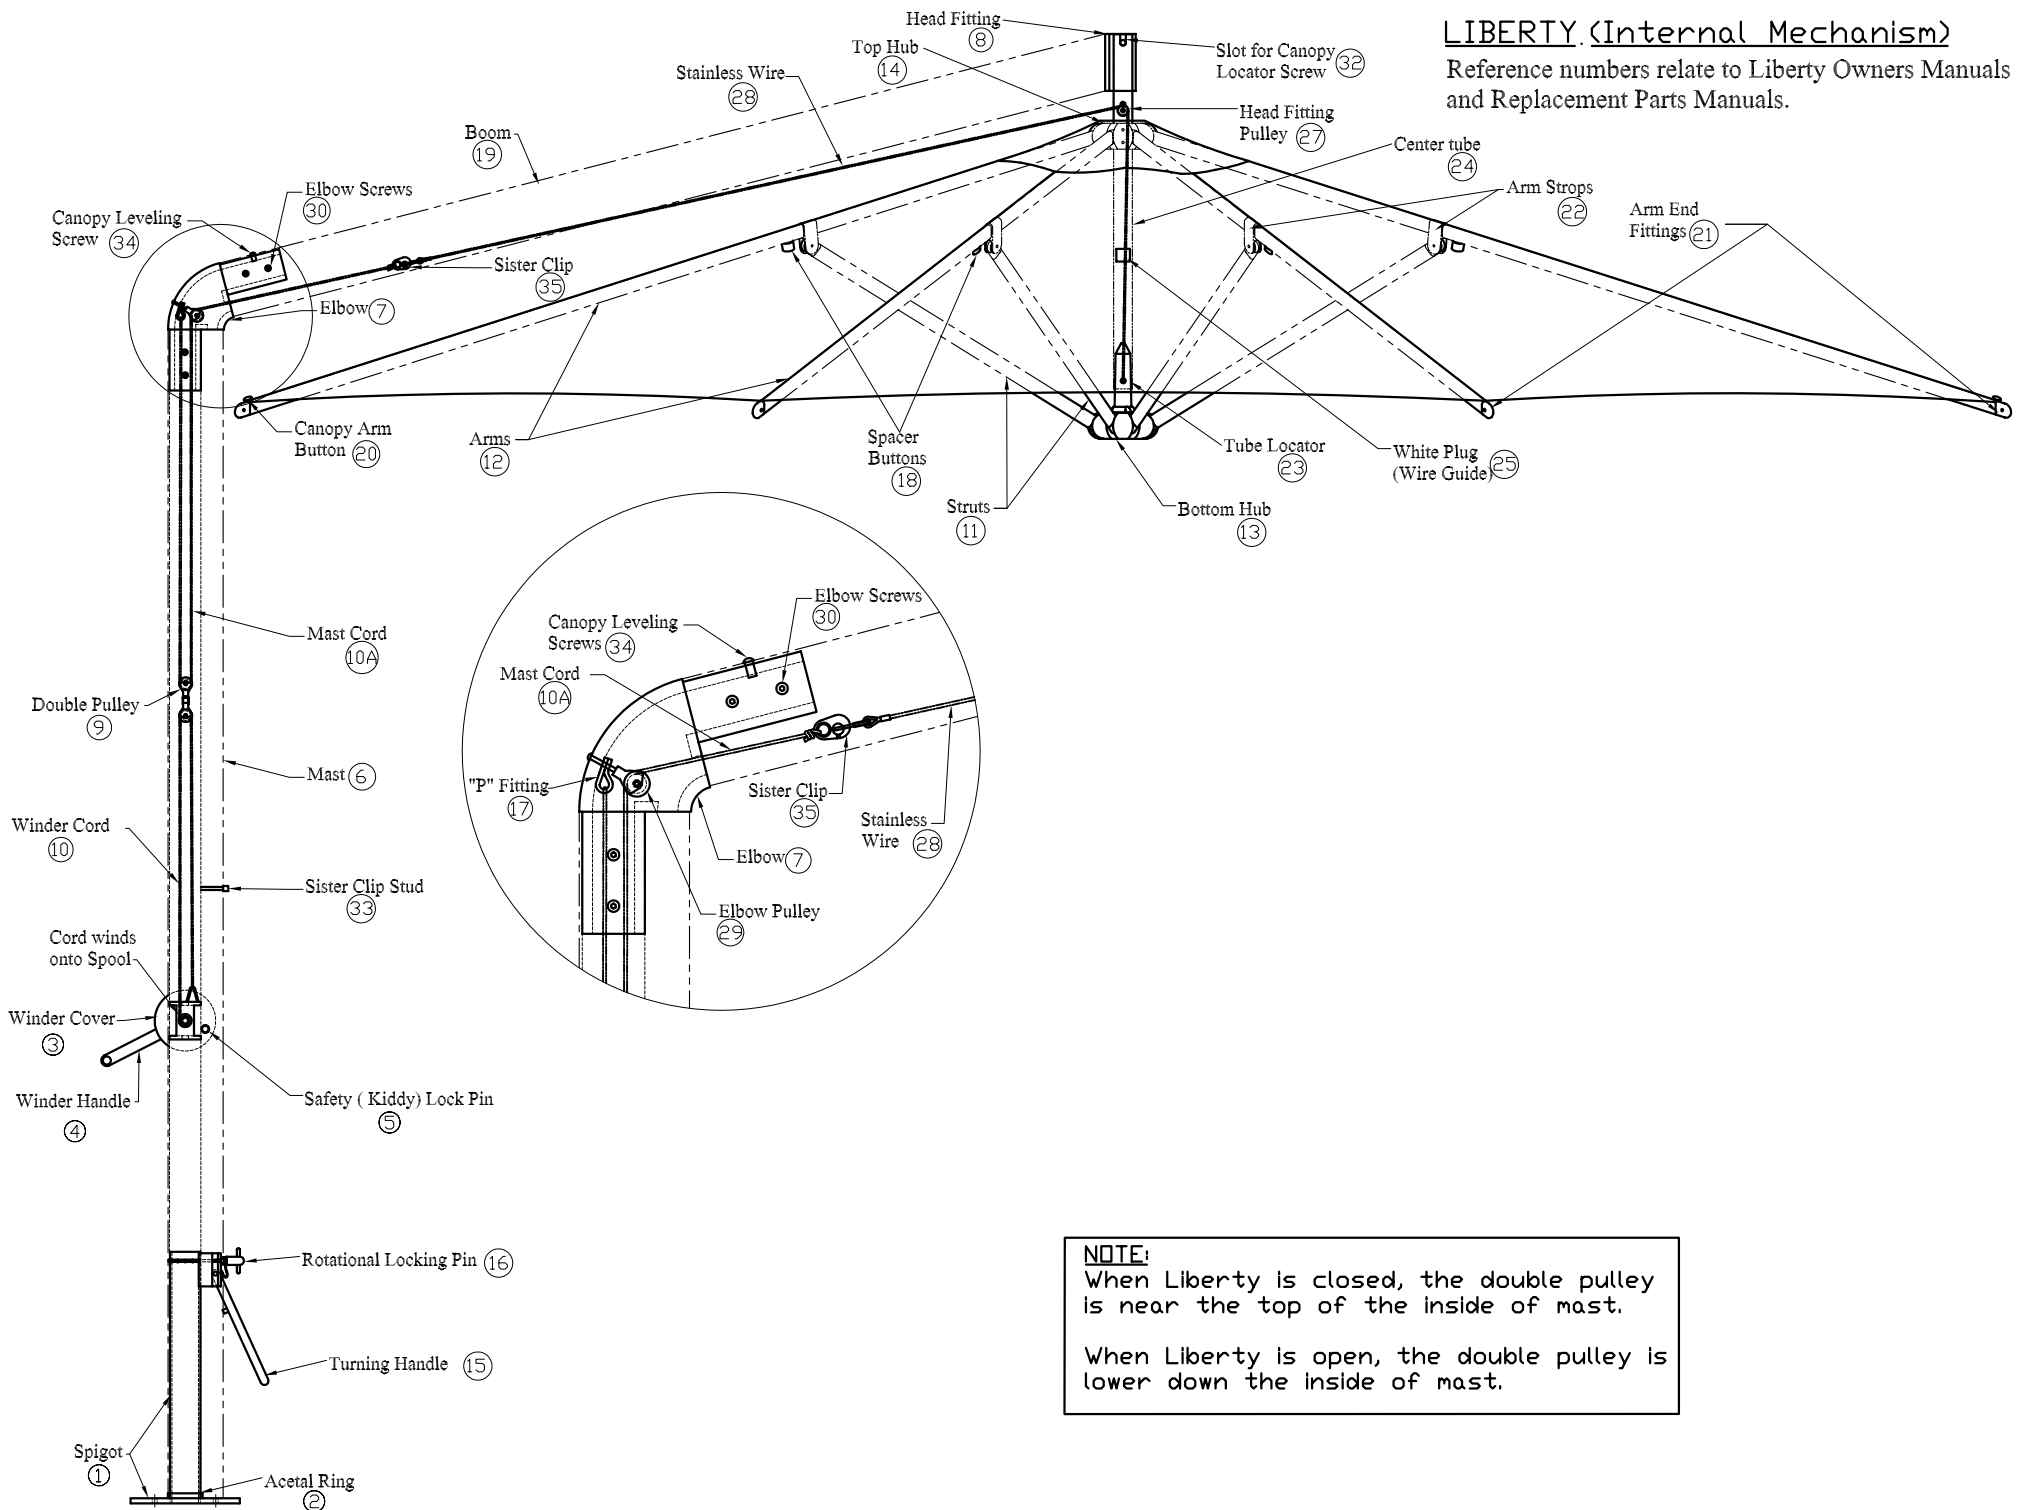 LIBERTY. (Internal Mechanism)
Reference numbers relate to Liberty Owners Manuals
and Replacement Parts Manuals.
Head Fitting
8
Top Hub
14
Slot for Canopy
Locator Screw 32
Stainless Wire
28
Head Fitting
Pulley 27
Boom
19
Center tube
24
Elbow Screws
30
Arm Strops
22
Arm End
Fittings 21
Canopy Leveling
Screw 34
Sister Clip
35
Elbow 7
Canopy Arm
Button 20
Arms
12
Spacer
Buttons
18
Tube Locator
23
White Plug
(Wire Guide) 25
Struts
11
Bottom Hub
13
Mast Cord
10A
Double Pulley
9
Mast 6
Winder Cord
10
Sister Clip Stud
33
Cord winds
onto Spool
Winder Cover
3
Winder Handle
4
Safety ( Kiddy) Lock Pin
5
Elbow Screws
30
Canopy Leveling
Screws 34
Mast Cord
10A
"P" Fitting
17
Sister Clip
35
Stainless
Wire 28
Elbow 7
Elbow Pulley
29
Rotational Locking Pin 16
Turning Handle 15
Spigot
1
Acetal Ring
2
NOTE:
When Liberty is closed, the double pulley
is near the top of the inside of mast.
When Liberty is open, the double pulley is
lower down the inside of mast.